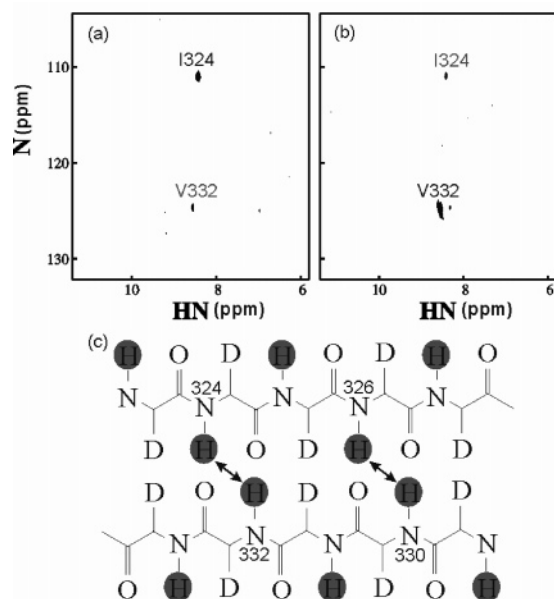 (a)
I324
V332
110
120
130
N (ppm)
10 8 6
HN (ppm)
(b)
I324
V332
10 8 6
HN (ppm)
(c)
H O D H O D H O
324 326
N N N N N
D H O D H O D
D O H D O H D
N N N N N
332 330
O H D O H D O H